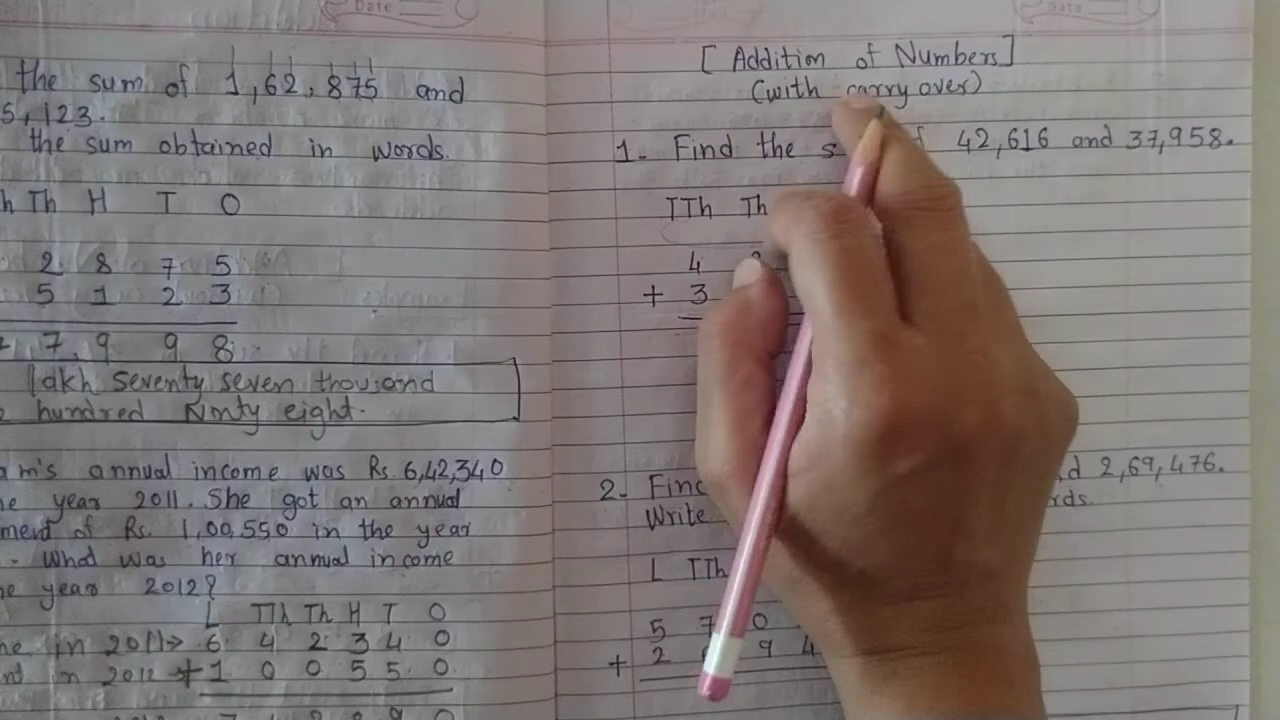 Date
the sum of 1,62,875 and
5,123.
the sum obtained in words.
Th H T O
2 8 7 5
5 1 2 3
7 9 9 8
lakh seventy seven thousand
hundred Ninty eight.
am's annual income was Rs. 6,42,340
year 2011. She got an annual
ment of Rs. 1,00,550 in the year
What was her annual income
year 2012?
L TTh Th H T O
in 2011→ 6 4 2 3 4 0
in 2012 + 1 0 0 5 5 0
Date
[Addition of Numbers]
(with carry over)
1. Find the 42,616 and 37,958.
TTh Th
4
+ 3
2. 2,69,476.
Write
L TTh
5 7 0
+ 2 9 4